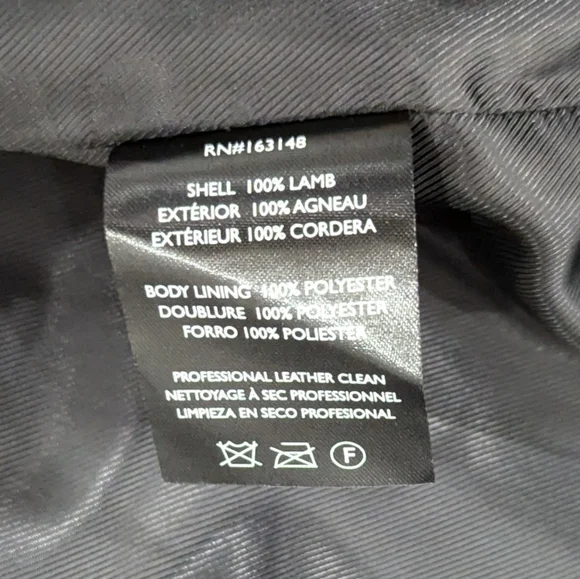 RN#163148
SHELL 100% LAMB
EXTÉRIOR 100% AGNEAU
EXTÉRIEUR 100% CORDERA
BODY LINING 100% POLYESTER
DOUBLURE 100% POLYESTER
FORRO 100% POLIESTER
PROFESSIONAL LEATHER CLEAN
NETTOYAGE À SEC PROFESSIONNEL
LIMPIEZA EN SECO PROFESIONAL
F